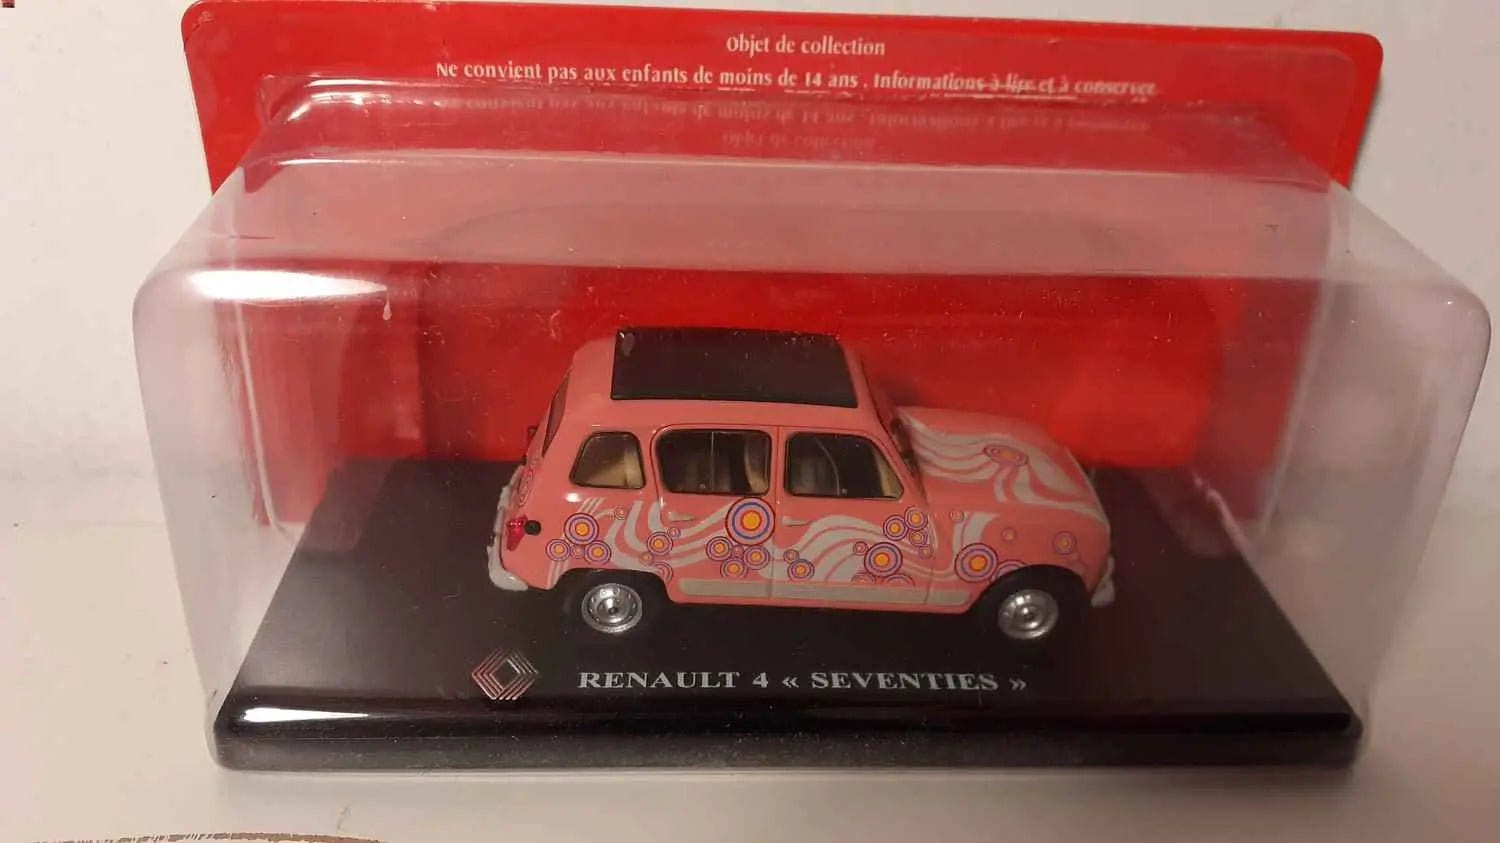 Objet de collection
Ne convient pas aux enfants de moins de 14 ans . Informations à lire et à conserver
RENAULT 4 « SEVENTIES »